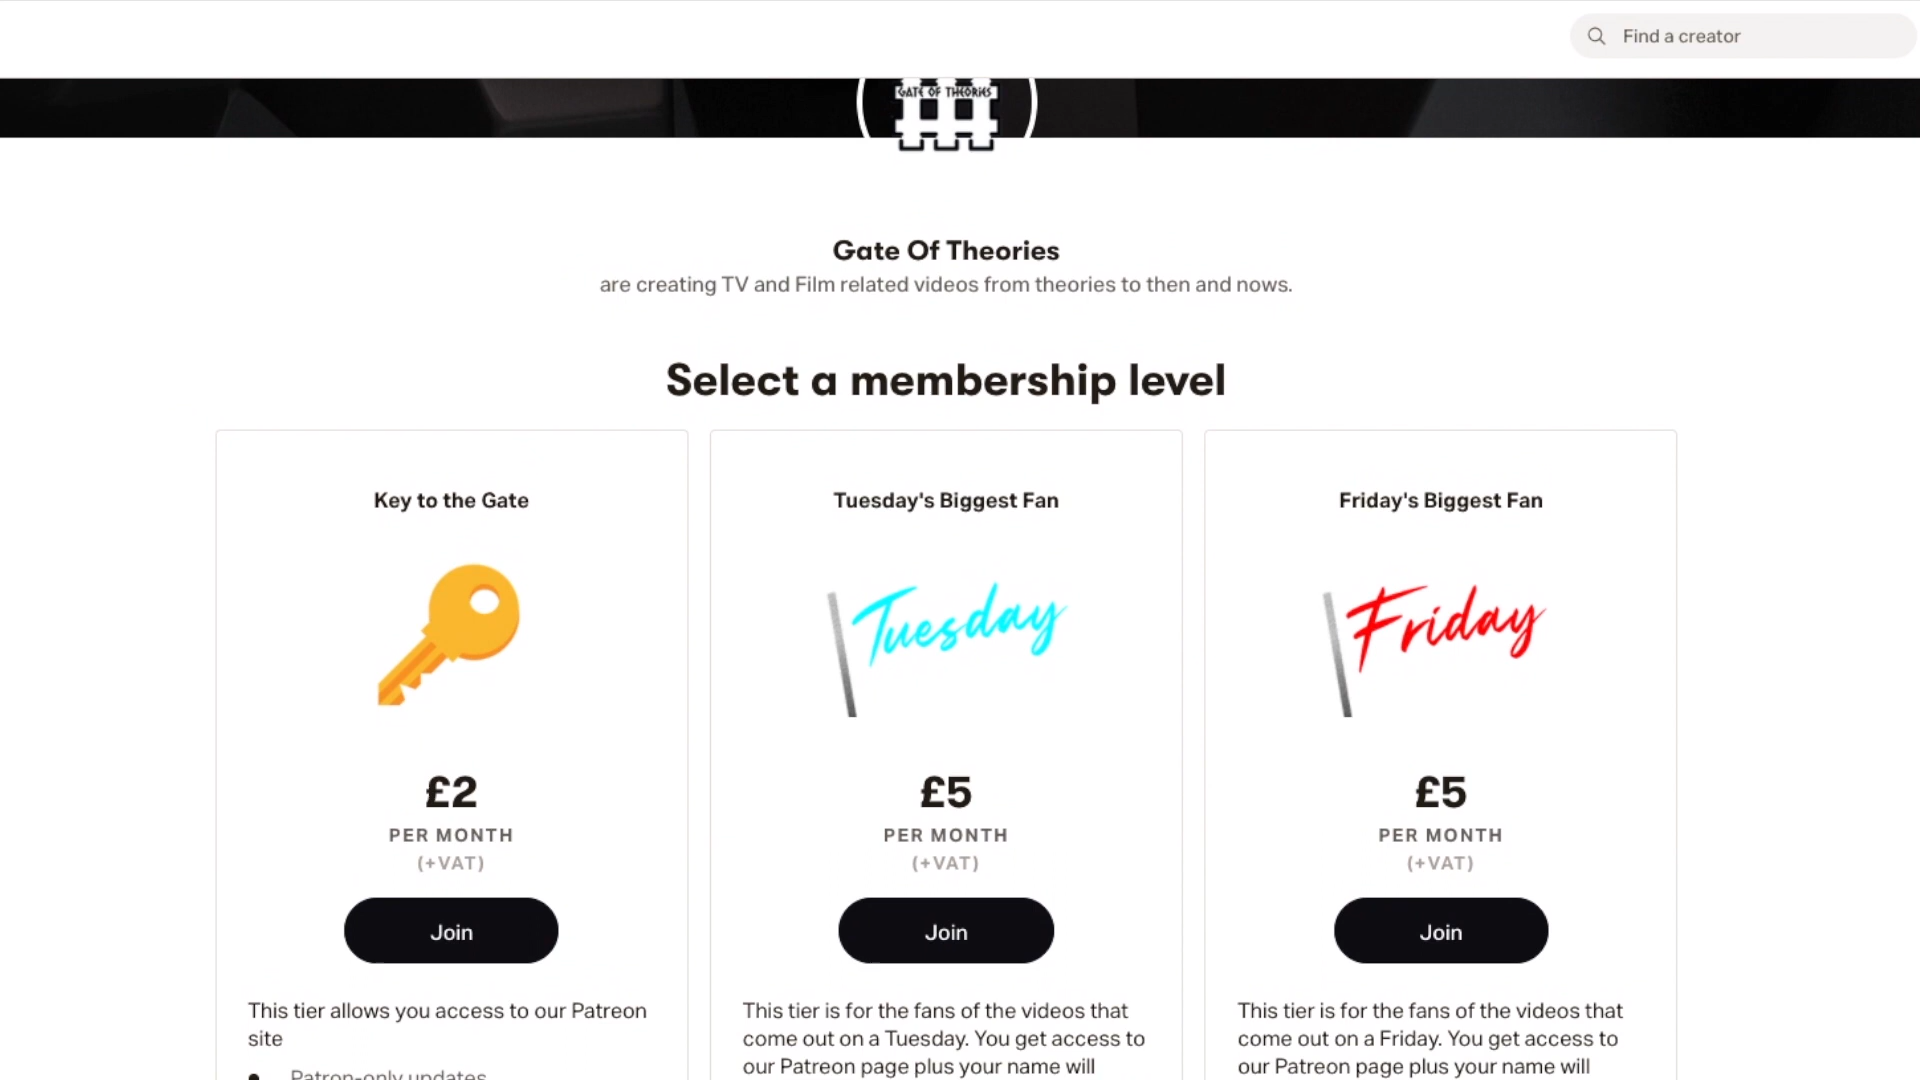 Find a creator
GATE OF THEORIES
Gate Of Theories
are creating TV and Film related videos from theories to then and nows.
Select a membership level
Key to the Gate
£2
PER MONTH
(+VAT)
Join
This tier allows you access to our Patreon
site
Patron-only updates
Tuesday's Biggest Fan
Tuesday
£5
PER MONTH
(+VAT)
Join
This tier is for the fans of the videos that
come out on a Tuesday. You get access to
our Patreon page plus your name will
Friday's Biggest Fan
Friday
£5
PER MONTH
(+VAT)
Join
This tier is for the fans of the videos that
come out on a Friday. You get access to
our Patreon page plus your name will